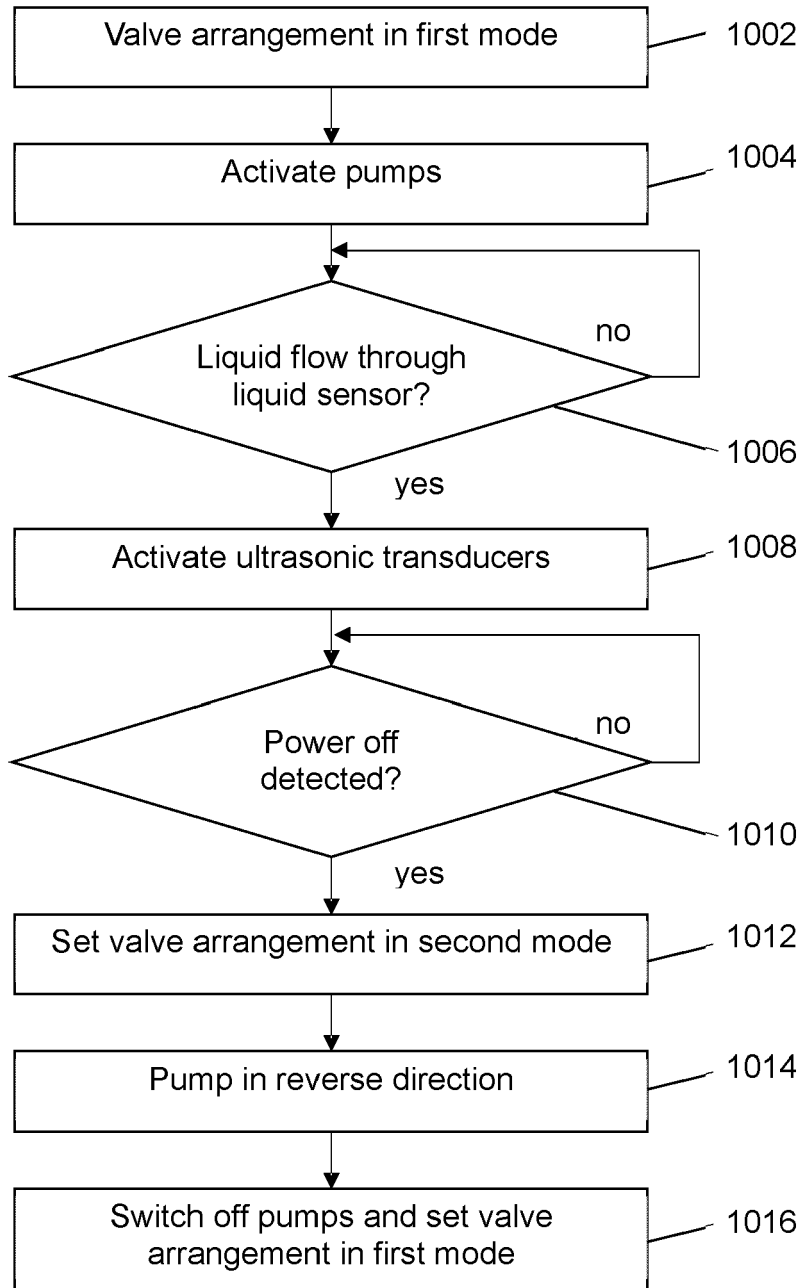 Valve arrangement in first mode
1002
Activate pumps
1004
Liquid flow through
liquid sensor?
no
1006
yes
Activate ultrasonic transducers
1008
Power off
detected?
no
1010
yes
Set valve arrangement in second mode
1012
Pump in reverse direction
1014
Switch off pumps and set valve
arrangement in first mode
1016